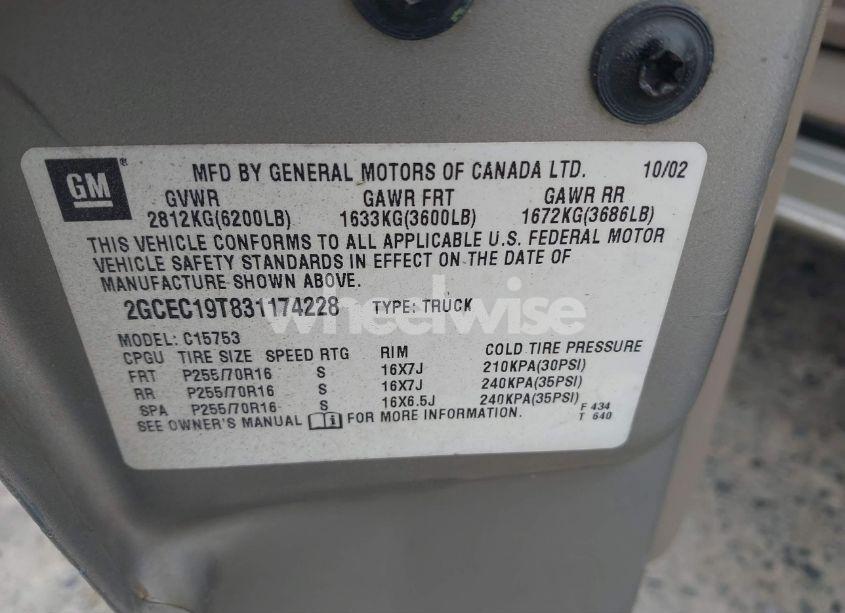 GM ®
MFD BY GENERAL MOTORS OF CANADA LTD. 10/02
GVWR GAWR FRT GAWR RR
2812KG(6200LB) 1633KG(3600LB) 1672KG(3686LB)
THIS VEHICLE CONFORMS TO ALL APPLICABLE U.S. FEDERAL MOTOR
VEHICLE SAFETY STANDARDS IN EFFECT ON THE DATE OF
MANUFACTURE SHOWN ABOVE.
2GCEC19T831174228 TYPE: TRUCK
wheelwise
MODEL: C15753
CPGU TIRE SIZE SPEED RTG RIM COLD TIRE PRESSURE
FRT P255/70R16 S 16X7J 210KPA(30PSI)
RR P255/70R16 S 16X7J 240KPA(35PSI)
SPA P255/70R16 S 16X6.5J 240KPA(35PSI)
SEE OWNER'S MANUAL FOR MORE INFORMATION.
F 434
T 640